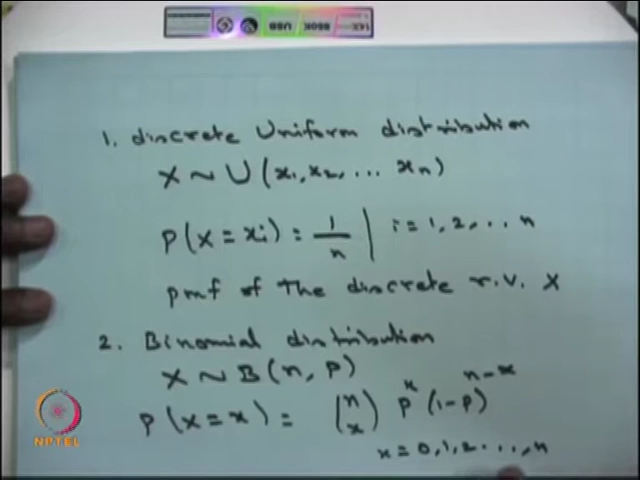 1. discrete Uniform distribution
X ~ U (x₁, x₂, ... xₙ)
P(X = xᵢ) = 1/n | i = 1, 2, ... n
pmf of the discrete r.v. X
2. Binomial distribution
X ~ B(n, p)
P(X = x) = (n x) pˣ (1-p)ⁿ⁻ˣ
x = 0, 1, 2 ..., n
NPTEL